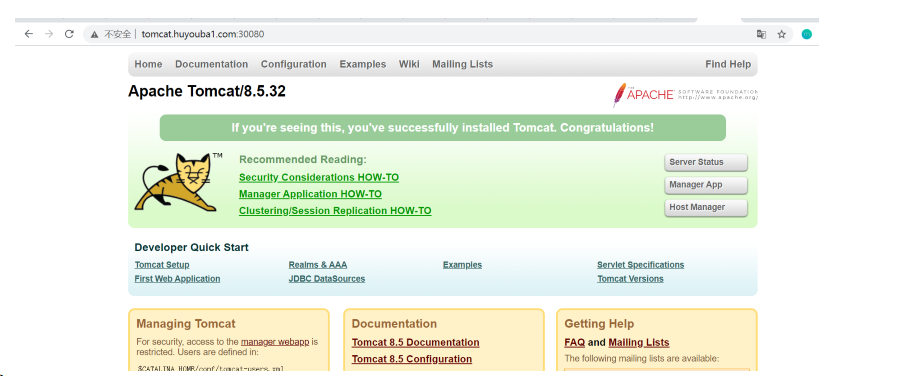 不安全 | tomcat.huyouba1.com:30080
Home Documentation Configuration Examples Wiki Mailing Lists Find Help
Apache Tomcat/8.5.32
APACHE SOFTWARE FOUNDATION
http://www.apache.org/
If you're seeing this, you've successfully installed Tomcat. Congratulations!
TM
Recommended Reading:
Security Considerations HOW-TO
Manager Application HOW-TO
Clustering/Session Replication HOW-TO
Server Status
Manager App
Host Manager
Developer Quick Start
Tomcat Setup Realms & AAA Examples Servlet Specifications
First Web Application JDBC DataSources Tomcat Versions
Managing Tomcat
For security, access to the manager webapp is
restricted. Users are defined in:
$CATALINA_HOME/conf/tomcat-users.xml
Documentation
Tomcat 8.5 Documentation
Tomcat 8.5 Configuration
Getting Help
FAQ and Mailing Lists
The following mailing lists are available: